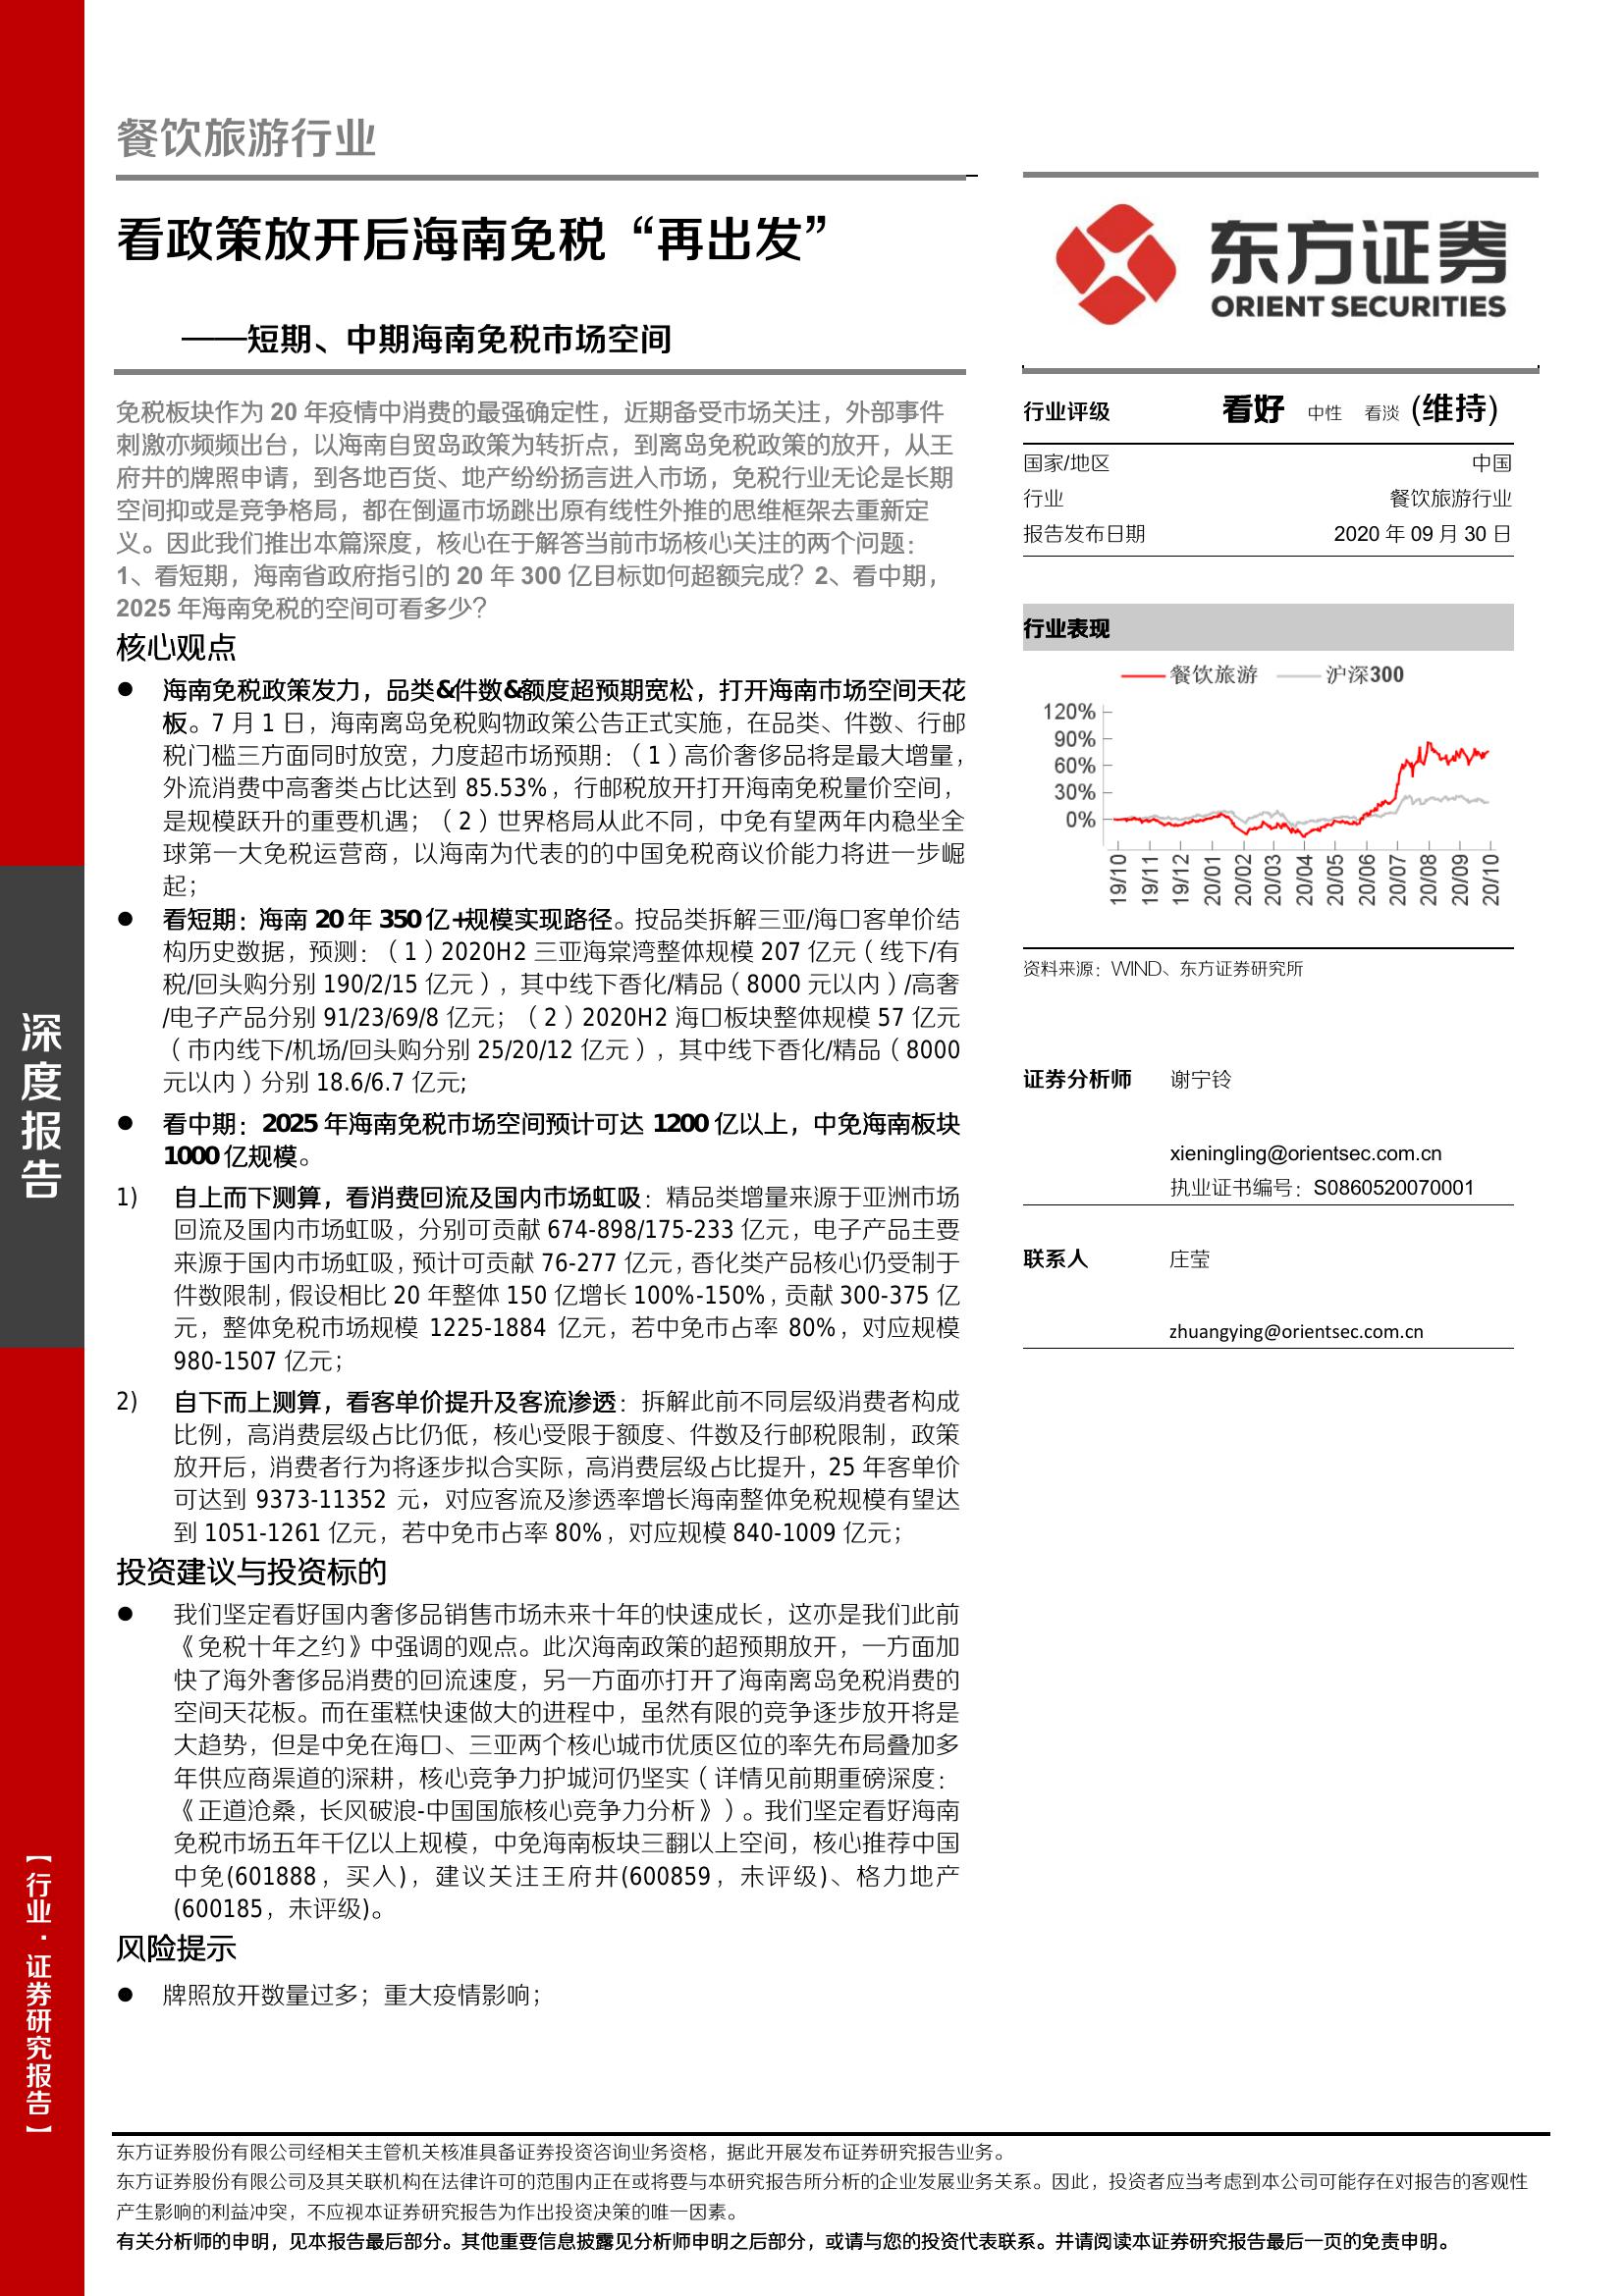 餐饮旅游行业
看政策放开后海南免税“再出发”
——短期、中期海南免税市场空间
免税板块作为 20 年疫情中消费的最强确定性，近期备受市场关注，外部事件
刺激亦频频出台，以海南自贸岛政策为转折点，到离岛免税政策的放开，从王
府井的牌照申请，到各地百货、地产纷纷扬言进入市场，免税行业无论是长期
空间抑或是竞争格局，都在倒逼市场跳出原有线性外推的思维框架去重新定
义。因此我们推出本篇深度，核心在于解答当前市场核心关注的两个问题：
1、看短期，海南省政府指引的 20 年 300 亿目标如何超额完成？2、看中期，
2025 年海南免税的空间可看多少？
核心观点
● 海南免税政策发力，品类&件数&额度超预期宽松，打开海南市场空间天花
板。7 月 1 日，海南离岛免税购物政策公告正式实施，在品类、件数、行邮
税门槛三方面同时放宽，力度超市场预期：（1）高价奢侈品将是最大增量，
外流消费中高奢类占比达到 85.53%，行邮税放开打开海南免税量价空间，
是规模跃升的重要机遇；（2）世界格局从此不同，中免有望两年内稳坐全
球第一大免税运营商，以海南为代表的的中国免税商议价能力将进一步崛
起；
● 看短期：海南 20 年 350 亿+规模实现路径。按品类拆解三亚/海口客单价结
构历史数据，预测：（1）2020H2 三亚海棠湾整体规模 207 亿元（线下/有
税/回头购分别 190/2/15 亿元），其中线下香化/精品（8000 元以内）/高奢
/电子产品分别 91/23/69/8 亿元；（2）2020H2 海口板块整体规模 57 亿元
（市内线下/机场/回头购分别 25/20/12 亿元），其中线下香化/精品（8000
元以内）分别 18.6/6.7 亿元;
● 看中期：2025 年海南免税市场空间预计可达 1200 亿以上，中免海南板块
1000 亿规模。
1) 自上而下测算，看消费回流及国内市场虹吸：精品类增量来源于亚洲市场
回流及国内市场虹吸，分别可贡献 674-898/175-233 亿元，电子产品主要
来源于国内市场虹吸，预计可贡献 76-277 亿元，香化类产品核心仍受制于
件数限制，假设相比 20 年整体 150 亿增长 100%-150%，贡献 300-375 亿
元，整体免税市场规模 1225-1884 亿元，若中免市占率 80%，对应规模
980-1507 亿元；
2) 自下而上测算，看客单价提升及客流渗透：拆解此前不同层级消费者构成
比例，高消费层级占比仍低，核心受限于额度、件数及行邮税限制，政策
放开后，消费者行为将逐步拟合实际，高消费层级占比提升，25 年客单价
可达到 9373-11352 元，对应客流及渗透率增长海南整体免税规模有望达
到 1051-1261 亿元，若中免市占率 80%，对应规模 840-1009 亿元；
投资建议与投资标的
● 我们坚定看好国内奢侈品销售市场未来十年的快速成长，这亦是我们此前
《免税十年之约》中强调的观点。此次海南政策的超预期放开，一方面加
快了海外奢侈品消费的回流速度，另一方面亦打开了海南离岛免税消费的
空间天花板。而在蛋糕快速做大的进程中，虽然有限的竞争逐步放开将是
大趋势，但是中免在海口、三亚两个核心城市优质区位的率先布局叠加多
年供应商渠道的深耕，核心竞争力护城河仍坚实（详情见前期重磅深度：
《正道沧桑，长风破浪-中国国旅核心竞争力分析》）。我们坚定看好海南
免税市场五年千亿以上规模，中免海南板块三翻以上空间，核心推荐中国
中免(601888，买入)，建议关注王府井(600859，未评级)、格力地产
(600185，未评级)。
风险提示
● 牌照放开数量过多；重大疫情影响；
东方证券
ORIENT SECURITIES
行业评级 看好 中性 看淡 (维持)
国家/地区 中国
行业 餐饮旅游行业
报告发布日期 2020 年 09 月 30 日
行业表现
餐饮旅游 沪深300
120%
90%
60%
30%
0%
19/10 19/11 19/12 20/01 20/02 20/03 20/04 20/05 20/06 20/07 20/08 20/09 20/10
资料来源：WIND、东方证券研究所
证券分析师 谢宁铃
xieningling@orientsec.com.cn
执业证书编号：S0860520070001
联系人 庄莹
zhuangying@orientsec.com.cn
深度报告
【行业·证券研究报告】
东方证券股份有限公司经相关主管机关核准具备证券投资咨询业务资格，据此开展发布证券研究报告业务。
东方证券股份有限公司及其关联机构在法律许可的范围内正在或将要与本研究报告所分析的企业发展业务关系。因此，投资者应当考虑到本公司可能存在对报告的客观性
产生影响的利益冲突，不应视本证券研究报告为作出投资决策的唯一因素。
有关分析师的申明，见本报告最后部分。其他重要信息披露见分析师申明之后部分，或请与您的投资代表联系。并请阅读本证券研究报告最后一页的免责申明。